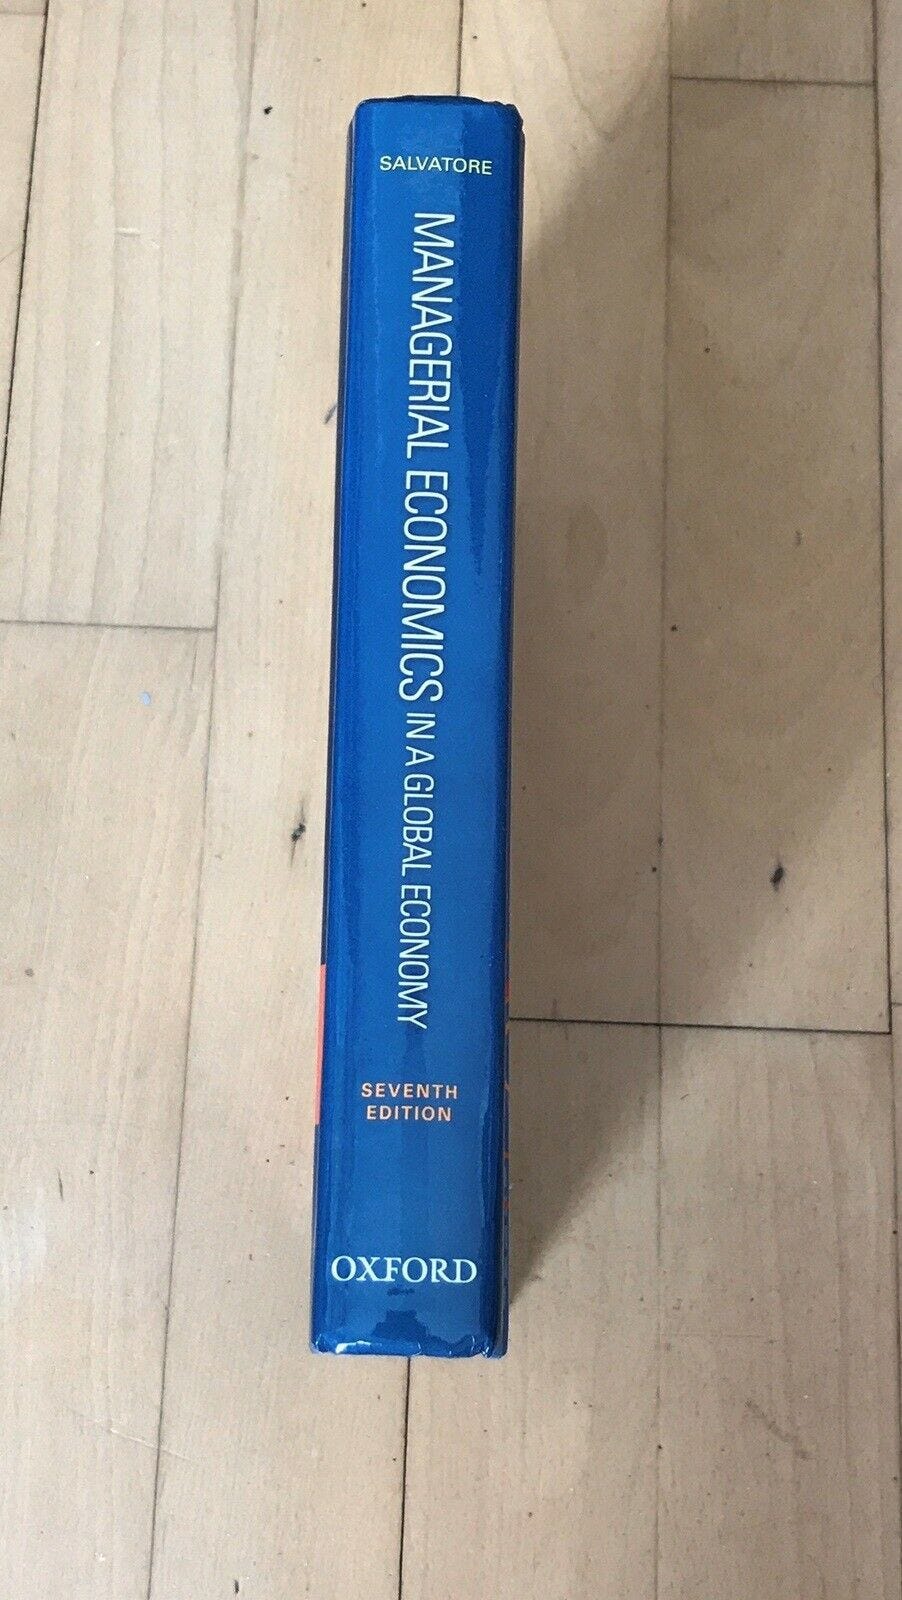 SALVATORE
MANAGERIAL ECONOMICS IN A GLOBAL ECONOMY
SEVENTH
EDITION
OXFORD